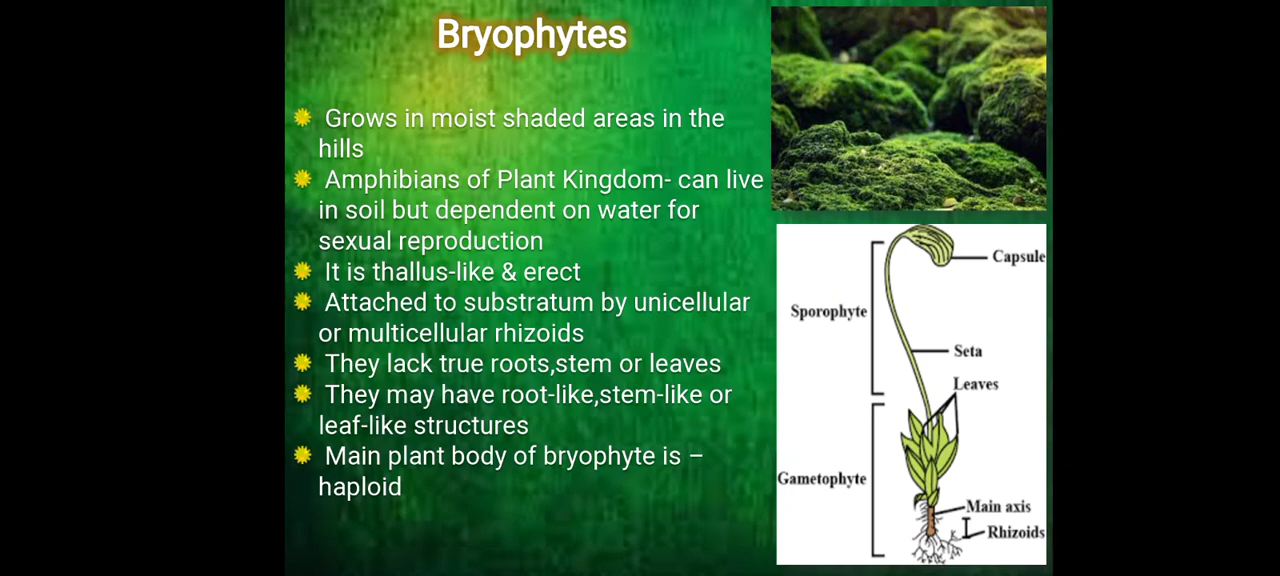 Bryophytes
Grows in moist shaded areas in the
hills
Amphibians of Plant Kingdom- can live
in soil but dependent on water for
sexual reproduction
It is thallus-like & erect
Attached to substratum by unicellular
or multicellular rhizoids
They lack true roots,stem or leaves
They may have root-like,stem-like or
leaf-like structures
Main plant body of bryophyte is –
haploid
Capsule
Sporophyte
Seta
Leaves
Gametophyte
Main axis
Rhizoids